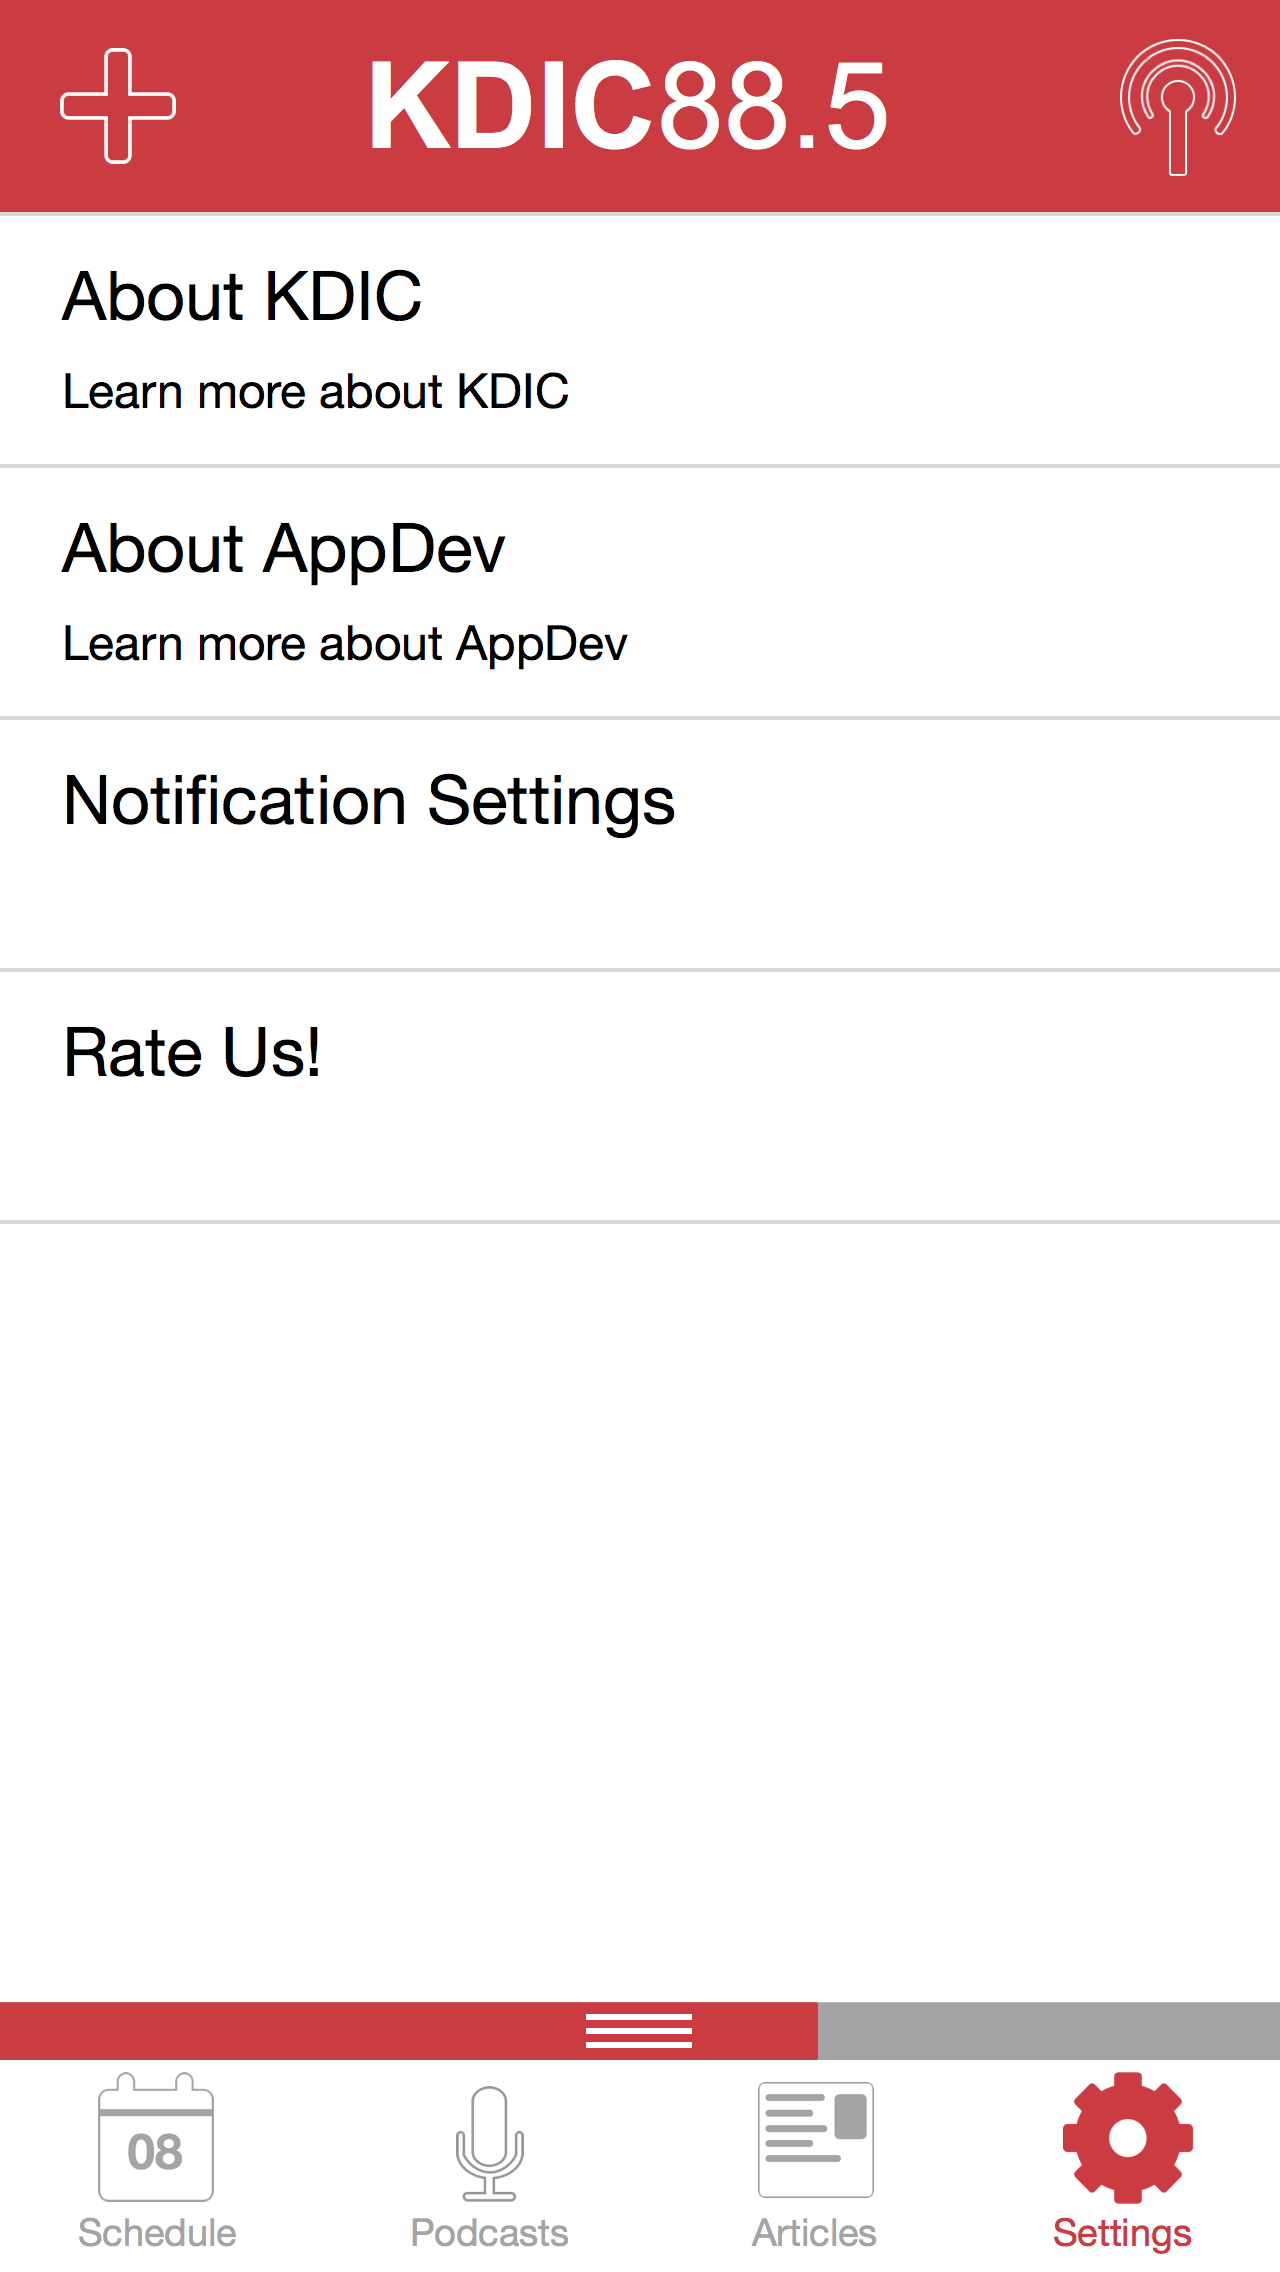 KDIC88.5
About KDIC
Learn more about KDIC
About AppDev
Learn more about AppDev
Notification Settings
Rate Us!
08
Schedule
Podcasts
Articles
Settings